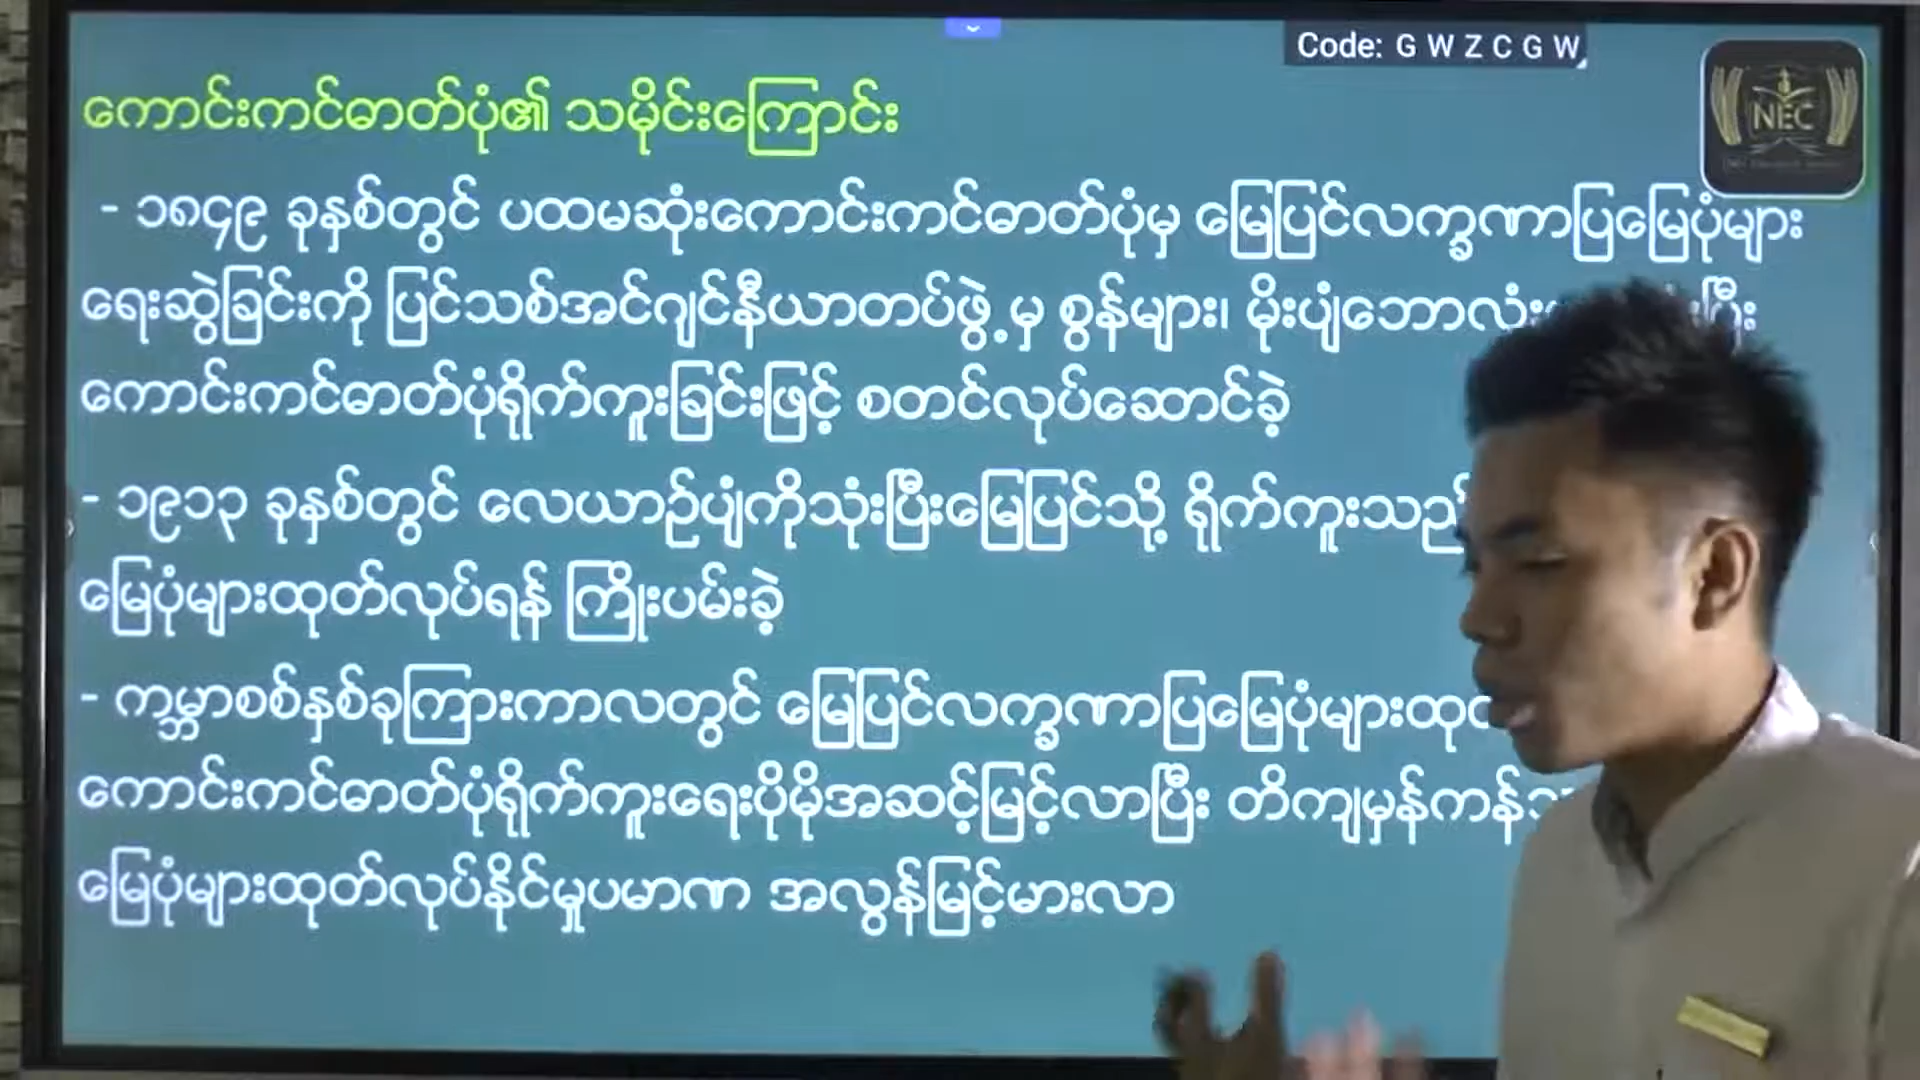 Code: G W Z C G W
NEC
ကောင်းကင်ဓာတ်ပုံ၏ သမိုင်းကြောင်း
- ၁၈၄၉ ခုနှစ်တွင် ပထမဆုံးကောင်းကင်ဓာတ်ပုံမှ မြေပြင်လက္ခဏာပြမြေပုံများ
ရေးဆွဲခြင်းကို ပြင်သစ်အင်ဂျင်နီယာတပ်ဖွဲ့မှ စွန်များ၊ မိုးပျံဘောလုံး
ကောင်းကင်ဓာတ်ပုံရိုက်ကူးခြင်းဖြင့် စတင်လုပ်ဆောင်ခဲ့
- ၁၉၁၃ ခုနှစ်တွင် လေယာဉ်ပျံကိုသုံးပြီးမြေပြင်သို့ ရိုက်ကူးသည်
မြေပုံများထုတ်လုပ်ရန် ကြိုးပမ်းခဲ့
- ကမ္ဘာစစ်နှစ်ခုကြားကာလတွင် မြေပြင်လက္ခဏာပြမြေပုံများ
ကောင်းကင်ဓာတ်ပုံရိုက်ကူးရေးပိုမိုအဆင့်မြင့်လာပြီး တိကျမှန်ကန်
မြေပုံများထုတ်လုပ်နိုင်မှုပမာဏ အလွန်မြင့်မားလာ